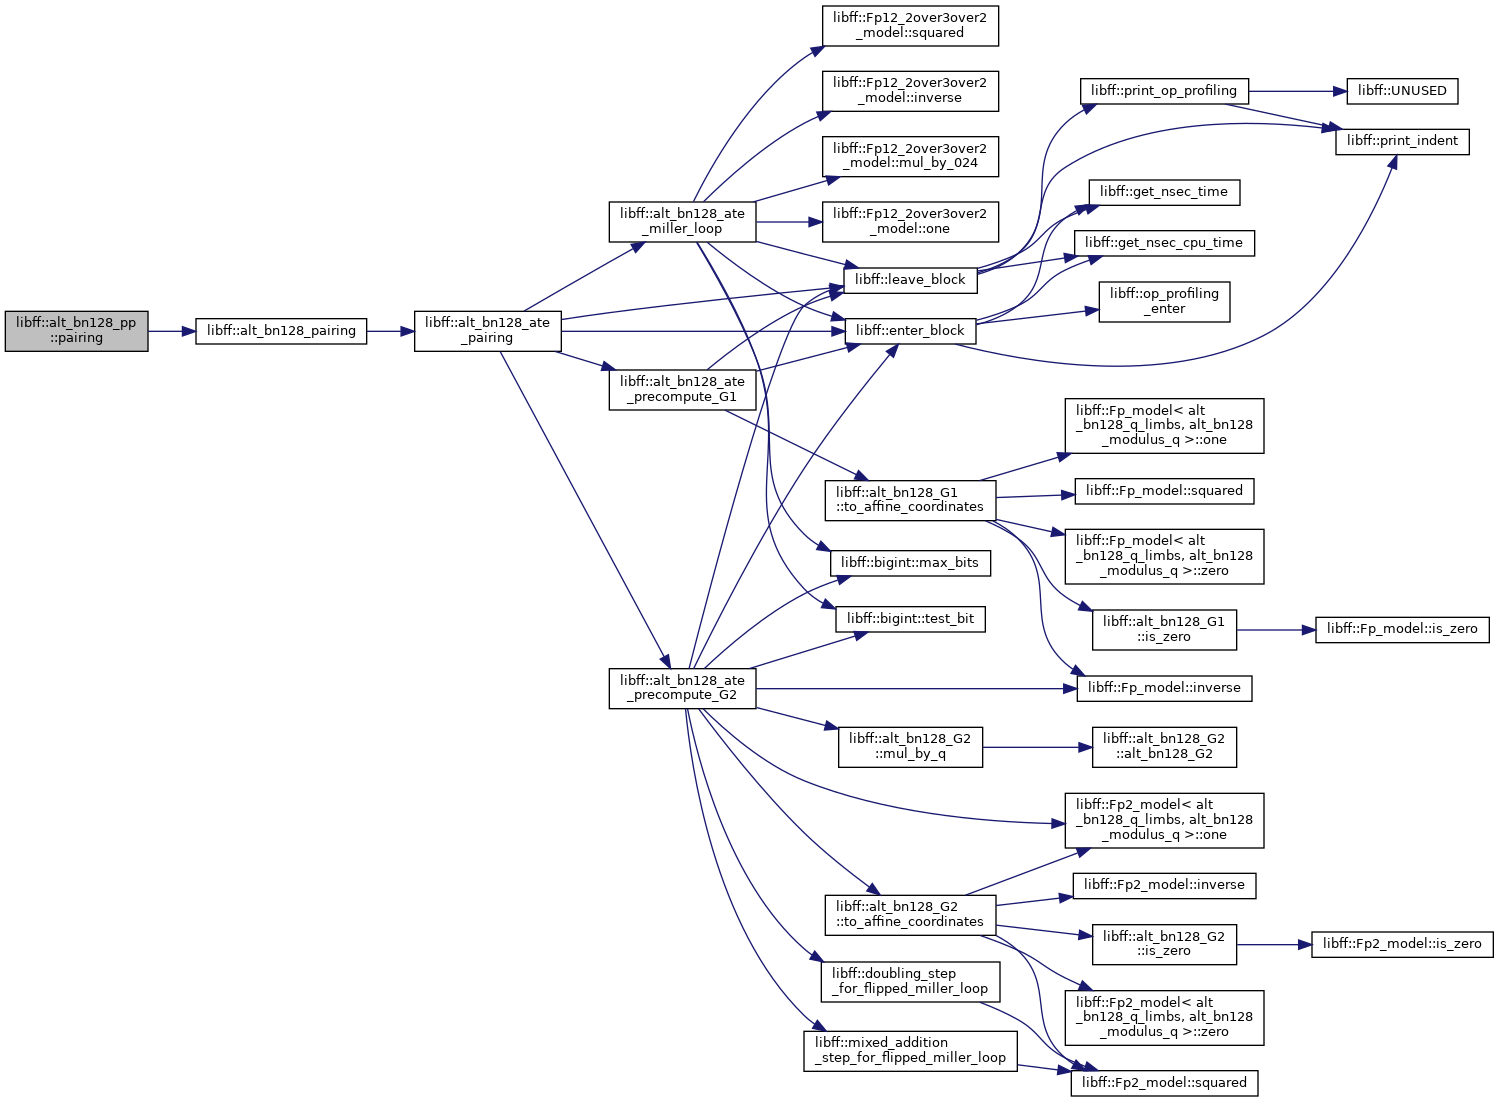 libff::alt_bn128_pp
::pairing
libff::alt_bn128_pairing
libff::alt_bn128_ate
_pairing
libff::alt_bn128_ate
_miller_loop
libff::alt_bn128_ate
_precompute_G1
libff::alt_bn128_ate
_precompute_G2
libff::Fp12_2over3over2
_model::squared
libff::Fp12_2over3over2
_model::inverse
libff::Fp12_2over3over2
_model::mul_by_024
libff::Fp12_2over3over2
_model::one
libff::leave_block
libff::enter_block
libff::alt_bn128_G1
::to_affine_coordinates
libff::bigint::max_bits
libff::bigint::test_bit
libff::alt_bn128_G2
::mul_by_q
libff::alt_bn128_G2
::to_affine_coordinates
libff::doubling_step
_for_flipped_miller_loop
libff::mixed_addition
_step_for_flipped_miller_loop
libff::print_op_profiling
libff::get_nsec_time
libff::get_nsec_cpu_time
libff::op_profiling
_enter
libff::Fp_model< alt
_bn128_q_limbs, alt_bn128
_modulus_q >::one
libff::Fp_model::squared
libff::Fp_model< alt
_bn128_q_limbs, alt_bn128
_modulus_q >::zero
libff::alt_bn128_G1
::is_zero
libff::Fp_model::inverse
libff::alt_bn128_G2
::alt_bn128_G2
libff::Fp2_model< alt
_bn128_q_limbs, alt_bn128
_modulus_q >::one
libff::Fp2_model::inverse
libff::alt_bn128_G2
::is_zero
libff::Fp2_model< alt
_bn128_q_limbs, alt_bn128
_modulus_q >::zero
libff::Fp2_model::squared
libff::UNUSED
libff::print_indent
libff::Fp_model::is_zero
libff::Fp2_model::is_zero